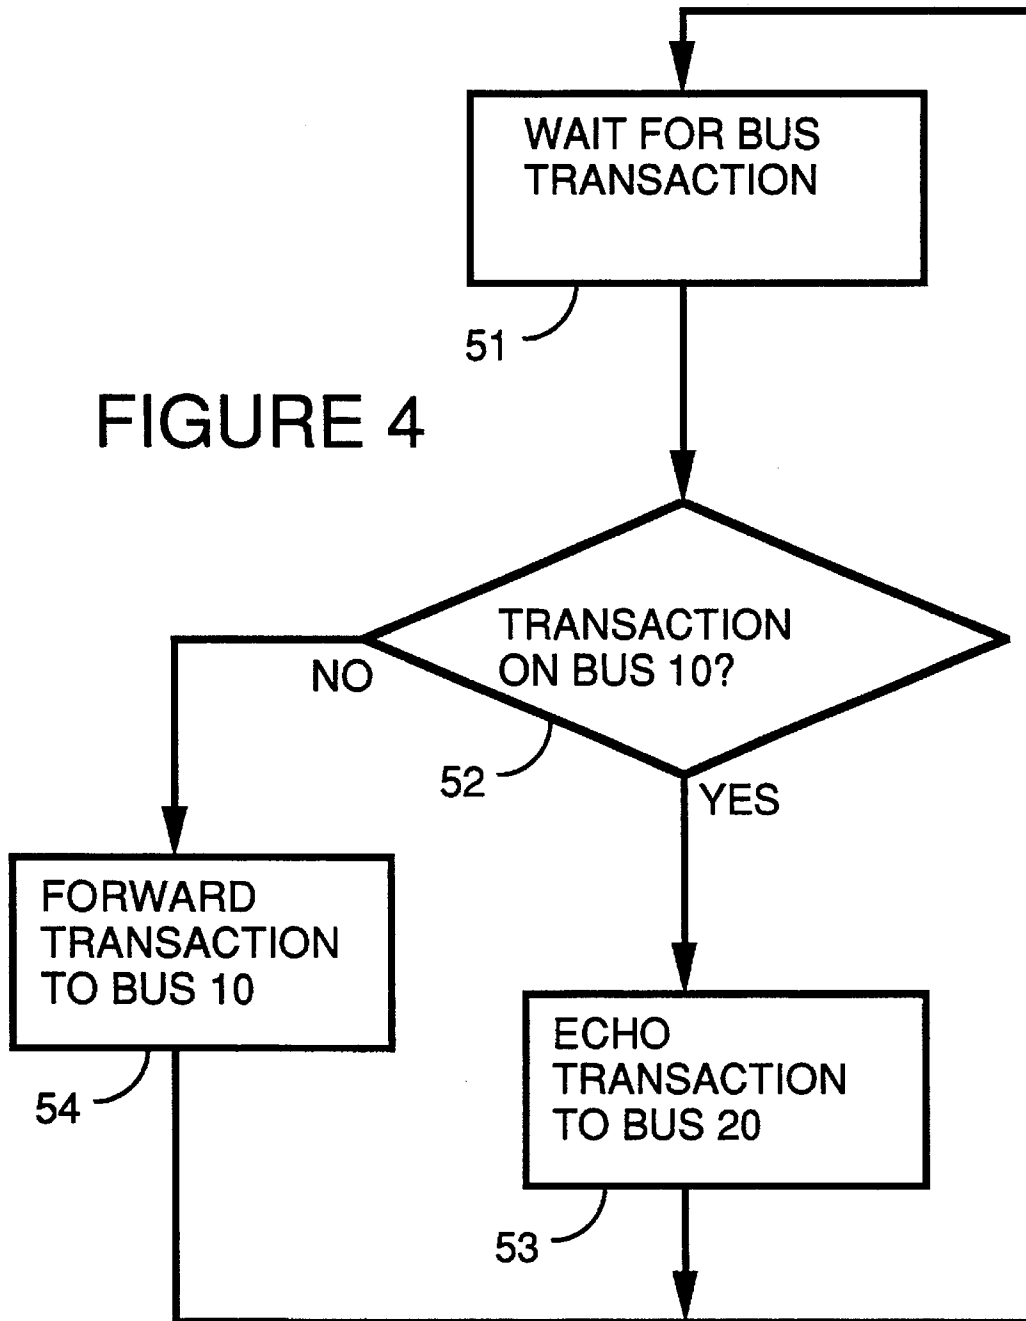 WAIT FOR BUS
TRANSACTION
51
FIGURE 4
TRANSACTION
ON BUS 10?
NO
52
YES
FORWARD
TRANSACTION
TO BUS 10
54
ECHO
TRANSACTION
TO BUS 20
53